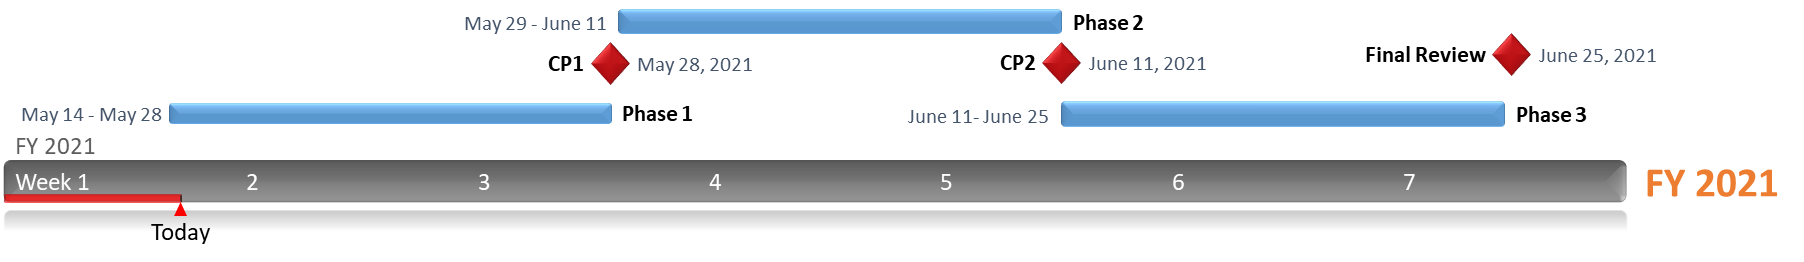 May 29 - June 11 Phase 2
CP1 May 28, 2021 CP2 June 11, 2021 Final Review June 25, 2021
May 14 - May 28 Phase 1 June 11- June 25 Phase 3
FY 2021
Week 1 2 3 4 5 6 7 FY 2021
Today